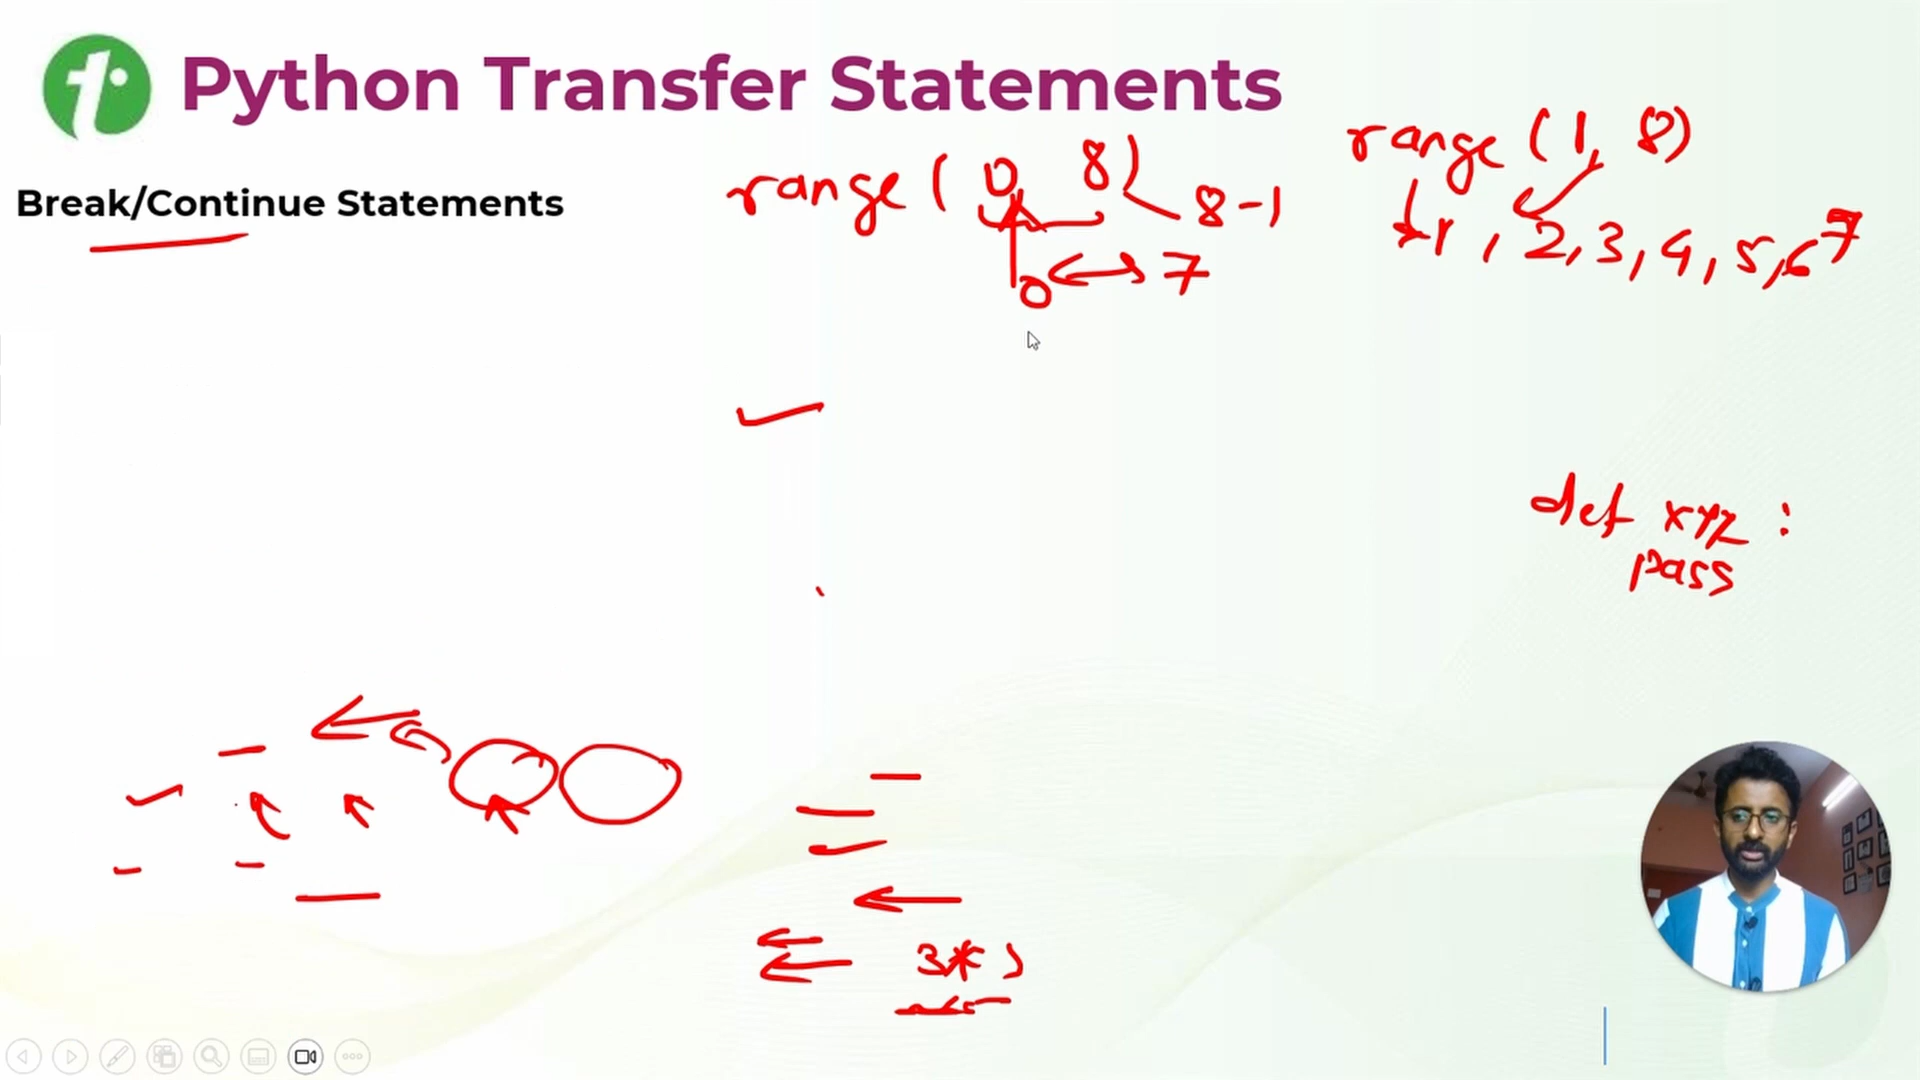 Python Transfer Statements
Break/Continue Statements
range ( 0, 8)
8-1
0 7
range (1, 8)
1, 2, 3, 4, 5, 6 7
def xyz :
pass
3*